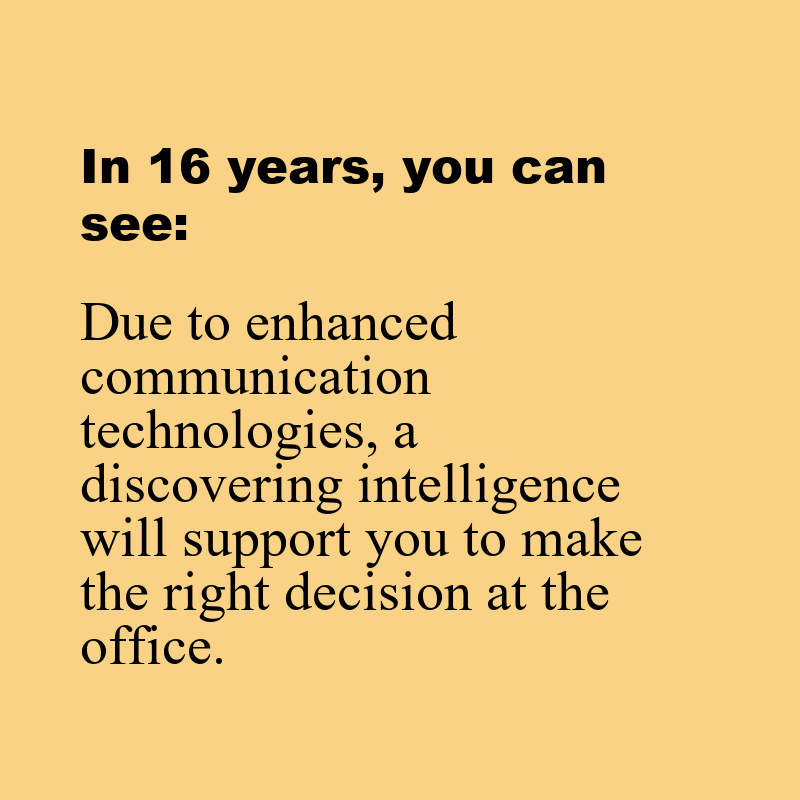 In 16 years, you can
see:
Due to enhanced
communication
technologies, a
discovering intelligence
will support you to make
the right decision at the
office.